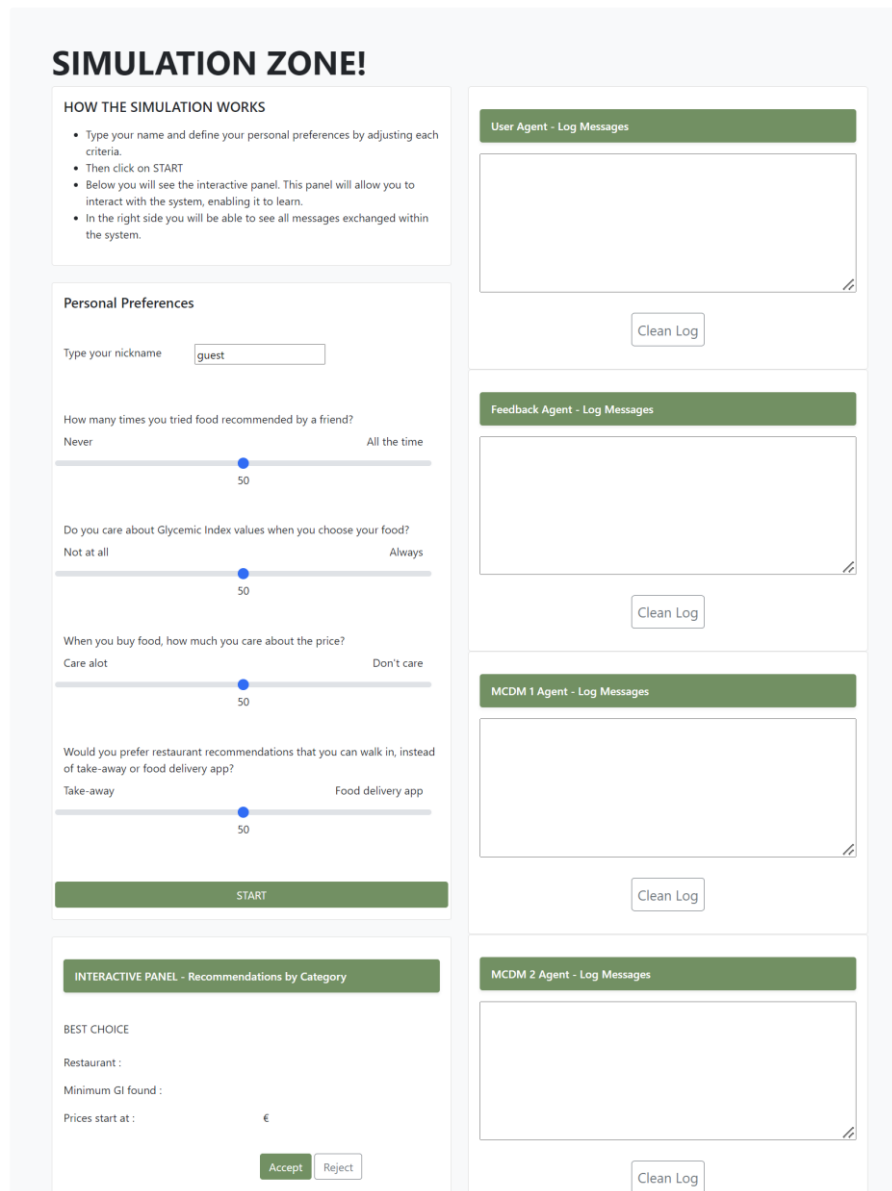 SIMULATION ZONE!
HOW THE SIMULATION WORKS
• Type your name and define your personal preferences by adjusting each
criteria.
• Then click on START
• Below you will see the interactive panel. This panel will allow you to
interact with the system, enabling it to learn.
• In the right side you will be able to see all messages exchanged within
the system.
Personal Preferences
Type your nickname guest
How many times you tried food recommended by a friend?
Never All the time
50
Do you care about Glycemic Index values when you choose your food?
Not at all Always
50
When you buy food, how much you care about the price?
Care alot Don't care
50
Would you prefer restaurant recommendations that you can walk in, instead
of take-away or food delivery app?
Take-away Food delivery app
50
START
INTERACTIVE PANEL - Recommendations by Category
BEST CHOICE
Restaurant :
Minimum GI found :
Prices start at : €
Accept Reject
User Agent - Log Messages
Clean Log
Feedback Agent - Log Messages
Clean Log
MCDM 1 Agent - Log Messages
Clean Log
MCDM 2 Agent - Log Messages
Clean Log